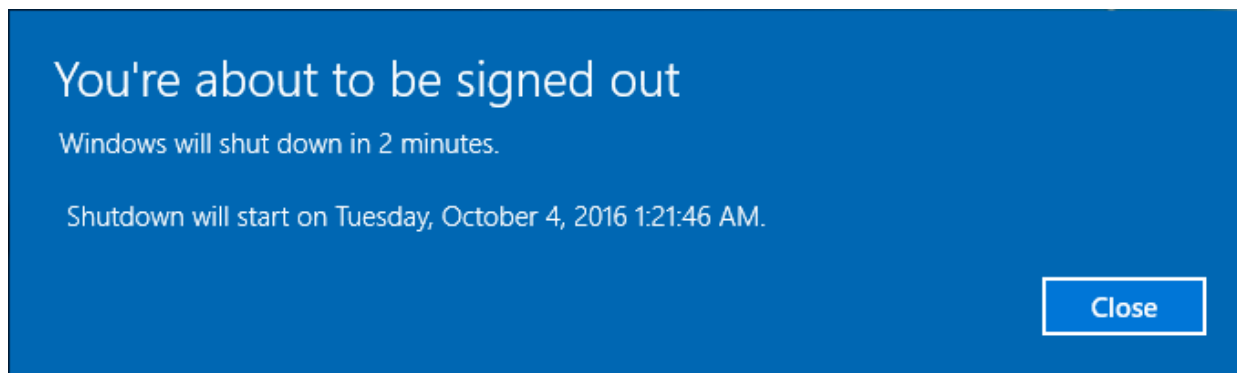 You're about to be signed out
Windows will shut down in 2 minutes.
Shutdown will start on Tuesday, October 4, 2016 1:21:46 AM.
Close